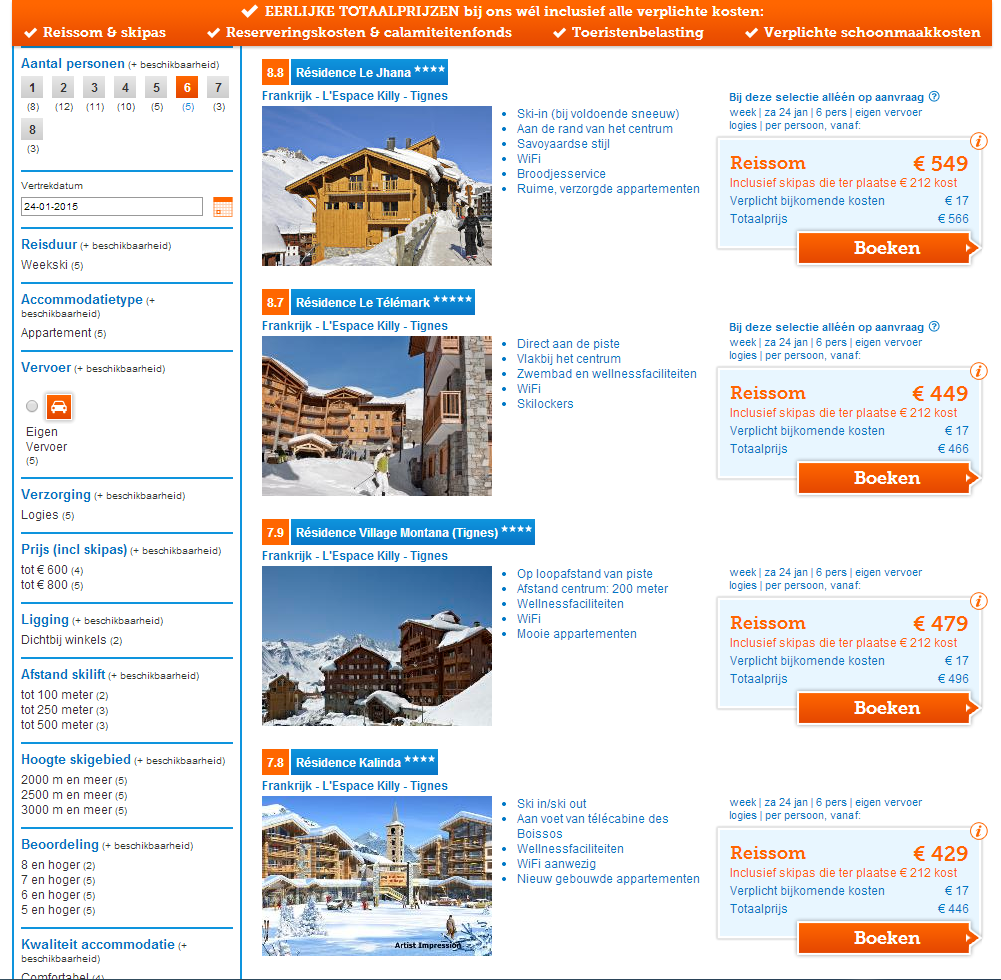 EERLIJKE TOTAALPRIJZEN bij ons wél inclusief alle verplichte kosten:
Reissom & skipas Reserveringskosten & calamiteitenfonds Toeristenbelasting Verplichte schoonmaakkosten
Aantal personen (+ beschikbaarheid)
1 2 3 4 5 6 7
(8) (12) (11) (10) (5) (5) (3)
8
(3)
Vertrekdatum
24-01-2015
Reisduur (+ beschikbaarheid)
Weekski (5)
Accommodatietype (+
beschikbaarheid)
Appartement (5)
Vervoer (+ beschikbaarheid)
Eigen
Vervoer
(5)
Verzorging (+ beschikbaarheid)
Logies (5)
Prijs (incl skipas) (+ beschikbaarheid)
tot € 600 (4)
tot € 800 (5)
Ligging (+ beschikbaarheid)
Dichtbij winkels (2)
Afstand skilift (+ beschikbaarheid)
tot 100 meter (2)
tot 250 meter (3)
tot 500 meter (3)
Hoogte skigebied (+ beschikbaarheid)
2000 m en meer (5)
2500 m en meer (5)
3000 m en meer (5)
Beoordeling (+ beschikbaarheid)
8 en hoger (2)
7 en hoger (5)
6 en hoger (5)
5 en hoger (5)
Kwaliteit accommodatie (+
beschikbaarheid)
Comfortabel (4)
8.8 Résidence Le Jhana ****
Frankrijk - L'Espace Killy - Tignes
• Ski-in (bij voldoende sneeuw)
• Aan de rand van het centrum
• Savoyaardse stijl
• WiFi
• Broodjesservice
• Ruime, verzorgde appartementen
Bij deze selectie alléén op aanvraag ?
week | za 24 jan | 6 pers | eigen vervoer
logies | per persoon, vanaf:
i
Reissom € 549
Inclusief skipas die ter plaatse € 212 kost
Verplicht bijkomende kosten € 17
Totaalprijs € 566
Boeken
8.7 Résidence Le Télémark *****
Frankrijk - L'Espace Killy - Tignes
• Direct aan de piste
• Vlakbij het centrum
• Zwembad en wellnessfaciliteiten
• WiFi
• Skilockers
Bij deze selectie alléén op aanvraag ?
week | za 24 jan | 6 pers | eigen vervoer
logies | per persoon, vanaf:
i
Reissom € 449
Inclusief skipas die ter plaatse € 212 kost
Verplicht bijkomende kosten € 17
Totaalprijs € 466
Boeken
7.9 Résidence Village Montana (Tignes) ****
Frankrijk - L'Espace Killy - Tignes
• Op loopafstand van piste
• Afstand centrum: 200 meter
• Wellnessfaciliteiten
• WiFi
• Mooie appartementen
week | za 24 jan | 6 pers | eigen vervoer
logies | per persoon, vanaf:
i
Reissom € 479
Inclusief skipas die ter plaatse € 212 kost
Verplicht bijkomende kosten € 17
Totaalprijs € 496
Boeken
7.8 Résidence Kalinda ****
Frankrijk - L'Espace Killy - Tignes
Artist Impression
• Ski in/ski out
• Aan voet van télécabine des
Boissos
• Wellnessfaciliteiten
• WiFi aanwezig
• Nieuw gebouwde appartementen
week | za 24 jan | 6 pers | eigen vervoer
logies | per persoon, vanaf:
i
Reissom € 429
Inclusief skipas die ter plaatse € 212 kost
Verplicht bijkomende kosten € 17
Totaalprijs € 446
Boeken